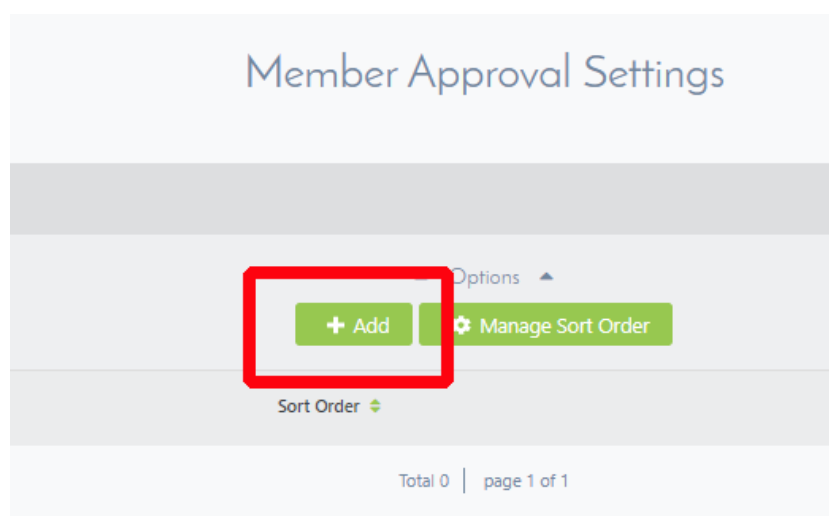 Member Approval Settings
Options
Add
Manage Sort Order
Sort Order
Total 0 | page 1 of 1